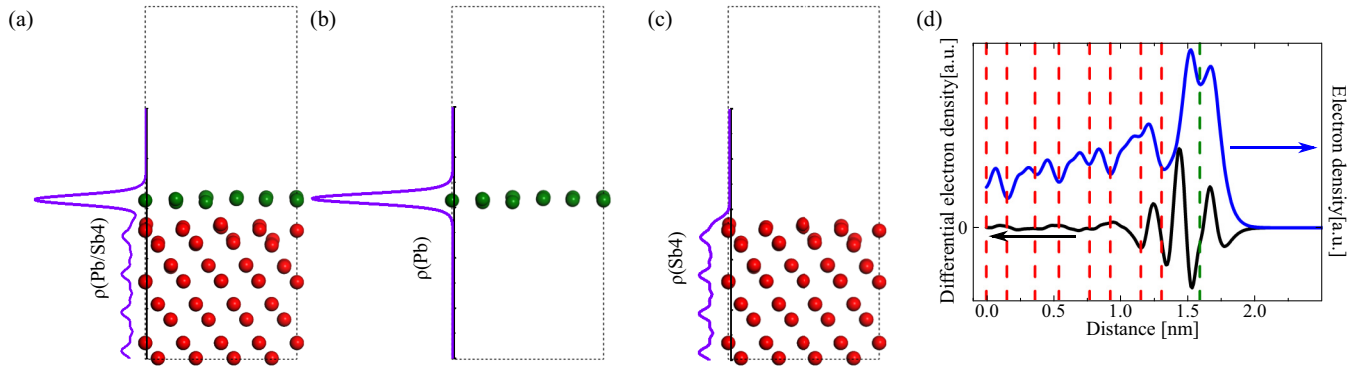 (a)
ρ(Pb/Sb4)
(b)
ρ(Pb)
(c)
ρ(Sb4)
(d)
Differential electron density[a.u.]
0
Electron density[a.u.]
0.0 0.5 1.0 1.5 2.0
Distance [nm]